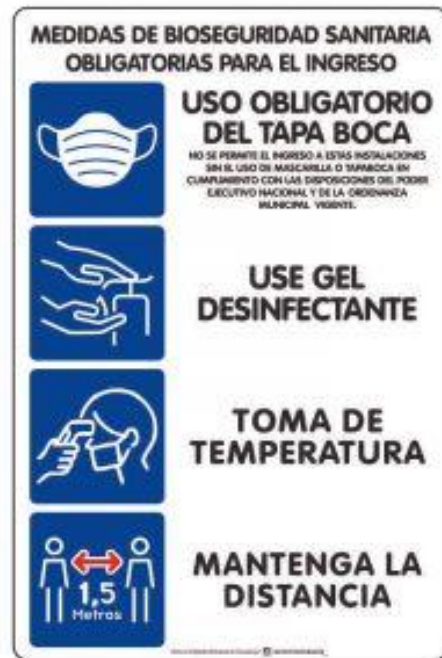 MEDIDAS DE BIOSEGURIDAD SANITARIA
OBLIGATORIAS PARA EL INGRESO
USO OBLIGATORIO
DEL TAPA BOCA
NO SE PERMITE EL INGRESO A ESTAS INSTALACIONES
SIN EL USO DE MASCARILLA O TAPABOCA EN
CUMPLIMIENTO CON LAS DISPOSICIONES DEL PODER
EJECUTIVO NACIONAL Y DE LA ORDENANZA
MUNICIPAL VIGENTE.
USE GEL
DESINFECTANTE
TOMA DE
TEMPERATURA
1,5
Metros
MANTENGA LA
DISTANCIA